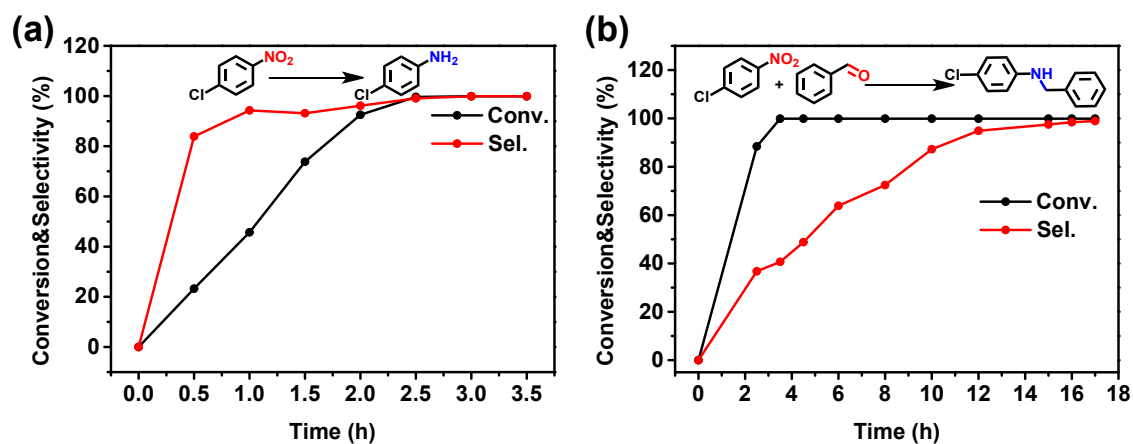 (a)
120
100
80
60
40
20
0
Conversion&Selectivity (%)
NO2
Cl
NH2
Cl
Conv.
Sel.
0.0 0.5 1.0 1.5 2.0 2.5 3.0 3.5
Time (h)
(b)
120
100
80
60
40
20
0
Conversion&Selectivity (%)
NO2
Cl
+
O
Cl
NH
Conv.
Sel.
0 2 4 6 8 10 12 14 16 18
Time (h)